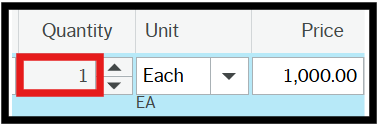 Quantity Unit Price
1 Each 1,000.00
EA